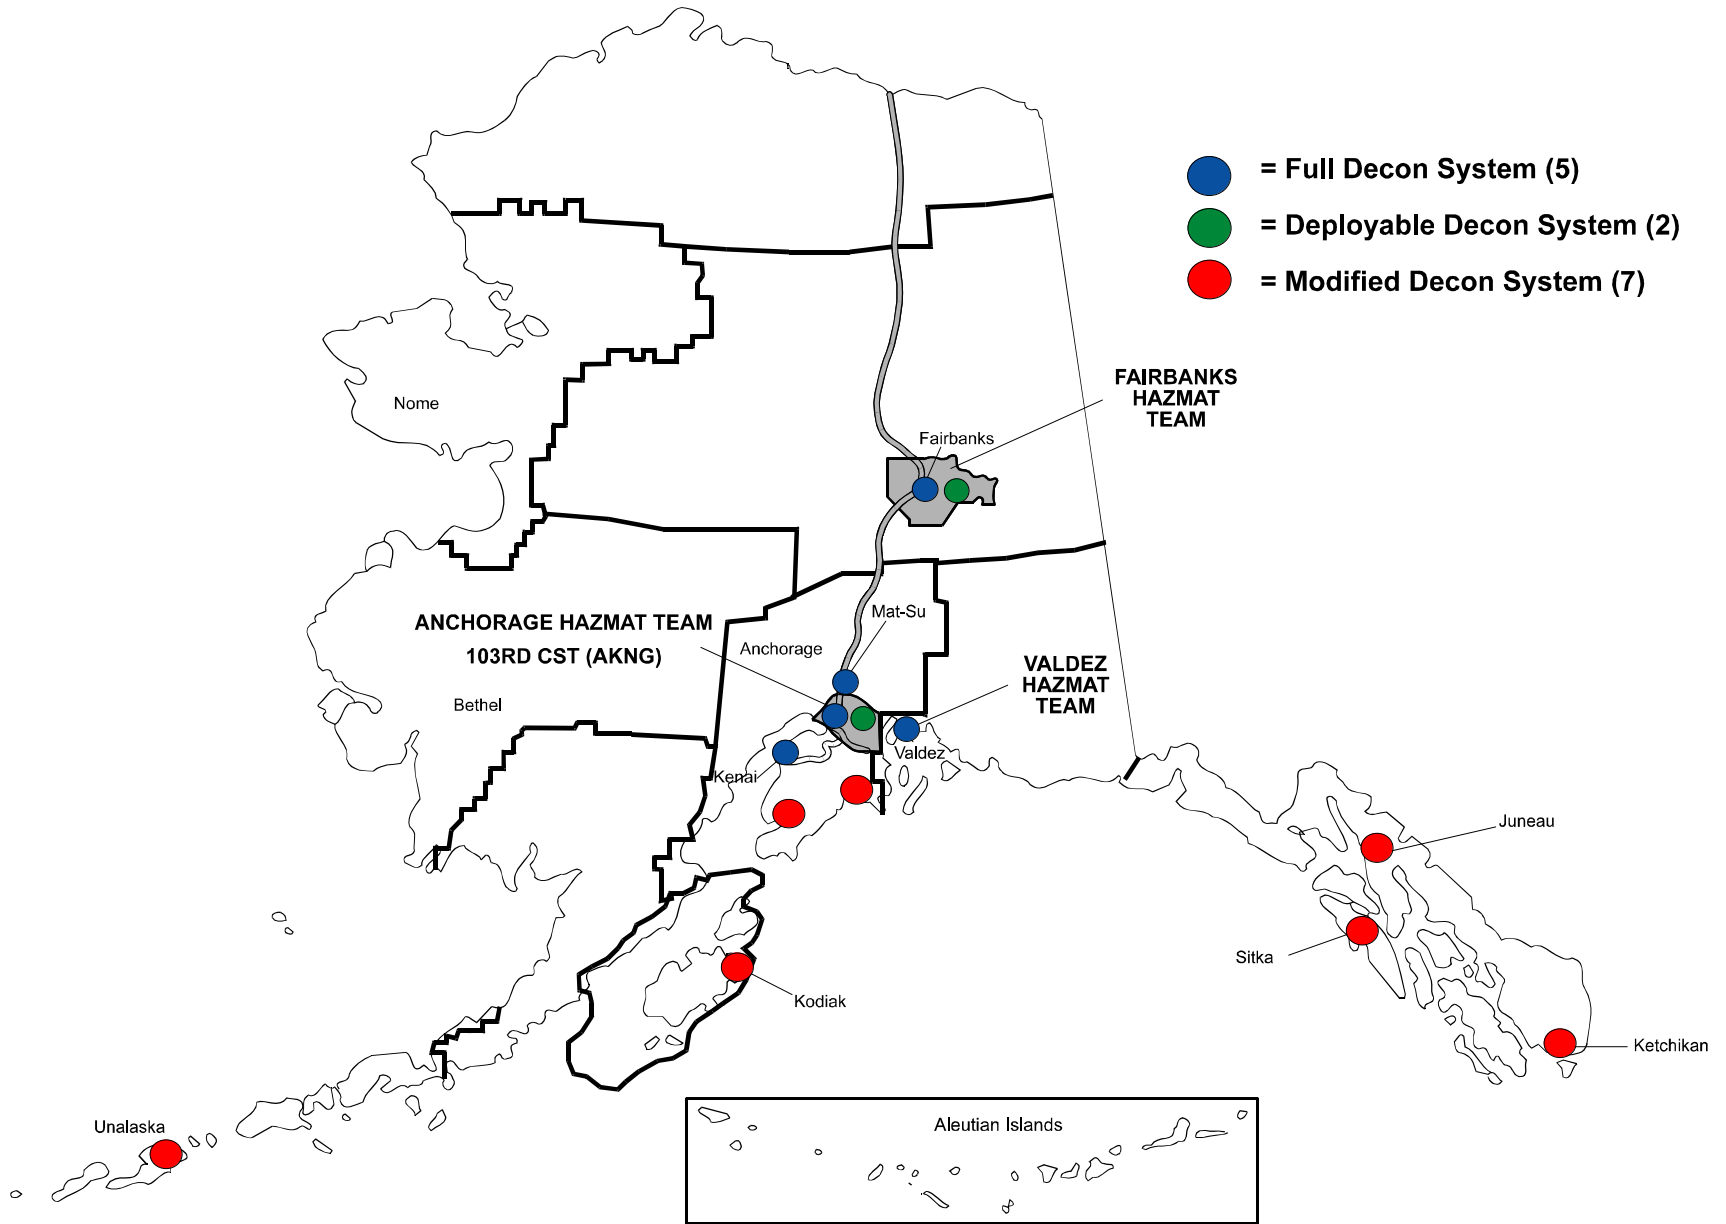 = Full Decon System (5)
= Deployable Decon System (2)
= Modified Decon System (7)
FAIRBANKS
HAZMAT
TEAM
Nome
Fairbanks
Mat-Su
ANCHORAGE HAZMAT TEAM
103RD CST (AKNG)
Anchorage
VALDEZ
HAZMAT
TEAM
Bethel
Valdez
Kenai
Juneau
Sitka
Kodiak
Ketchikan
Unalaska
Aleutian Islands